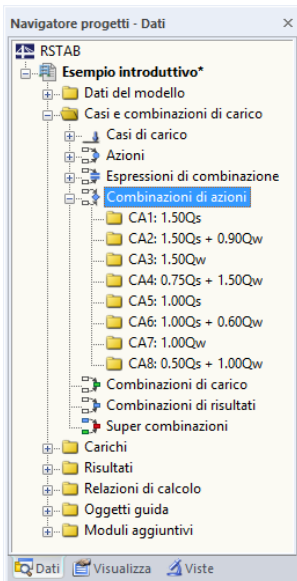 Navigatore progetti - Dati
RSTAB
Esempio introduttivo*
Dati del modello
Casi e combinazioni di carico
Casi di carico
Azioni
Espressioni di combinazione
Combinazioni di azioni
CA1: 1.50Qs
CA2: 1.50Qs + 0.90Qw
CA3: 1.50Qw
CA4: 0.75Qs + 1.50Qw
CA5: 1.00Qs
CA6: 1.00Qs + 0.60Qw
CA7: 1.00Qw
CA8: 0.50Qs + 1.00Qw
Combinazioni di carico
Combinazioni di risultati
Super combinazioni
Carichi
Risultati
Relazioni di calcolo
Oggetti guida
Moduli aggiuntivi
Dati Visualizza Viste